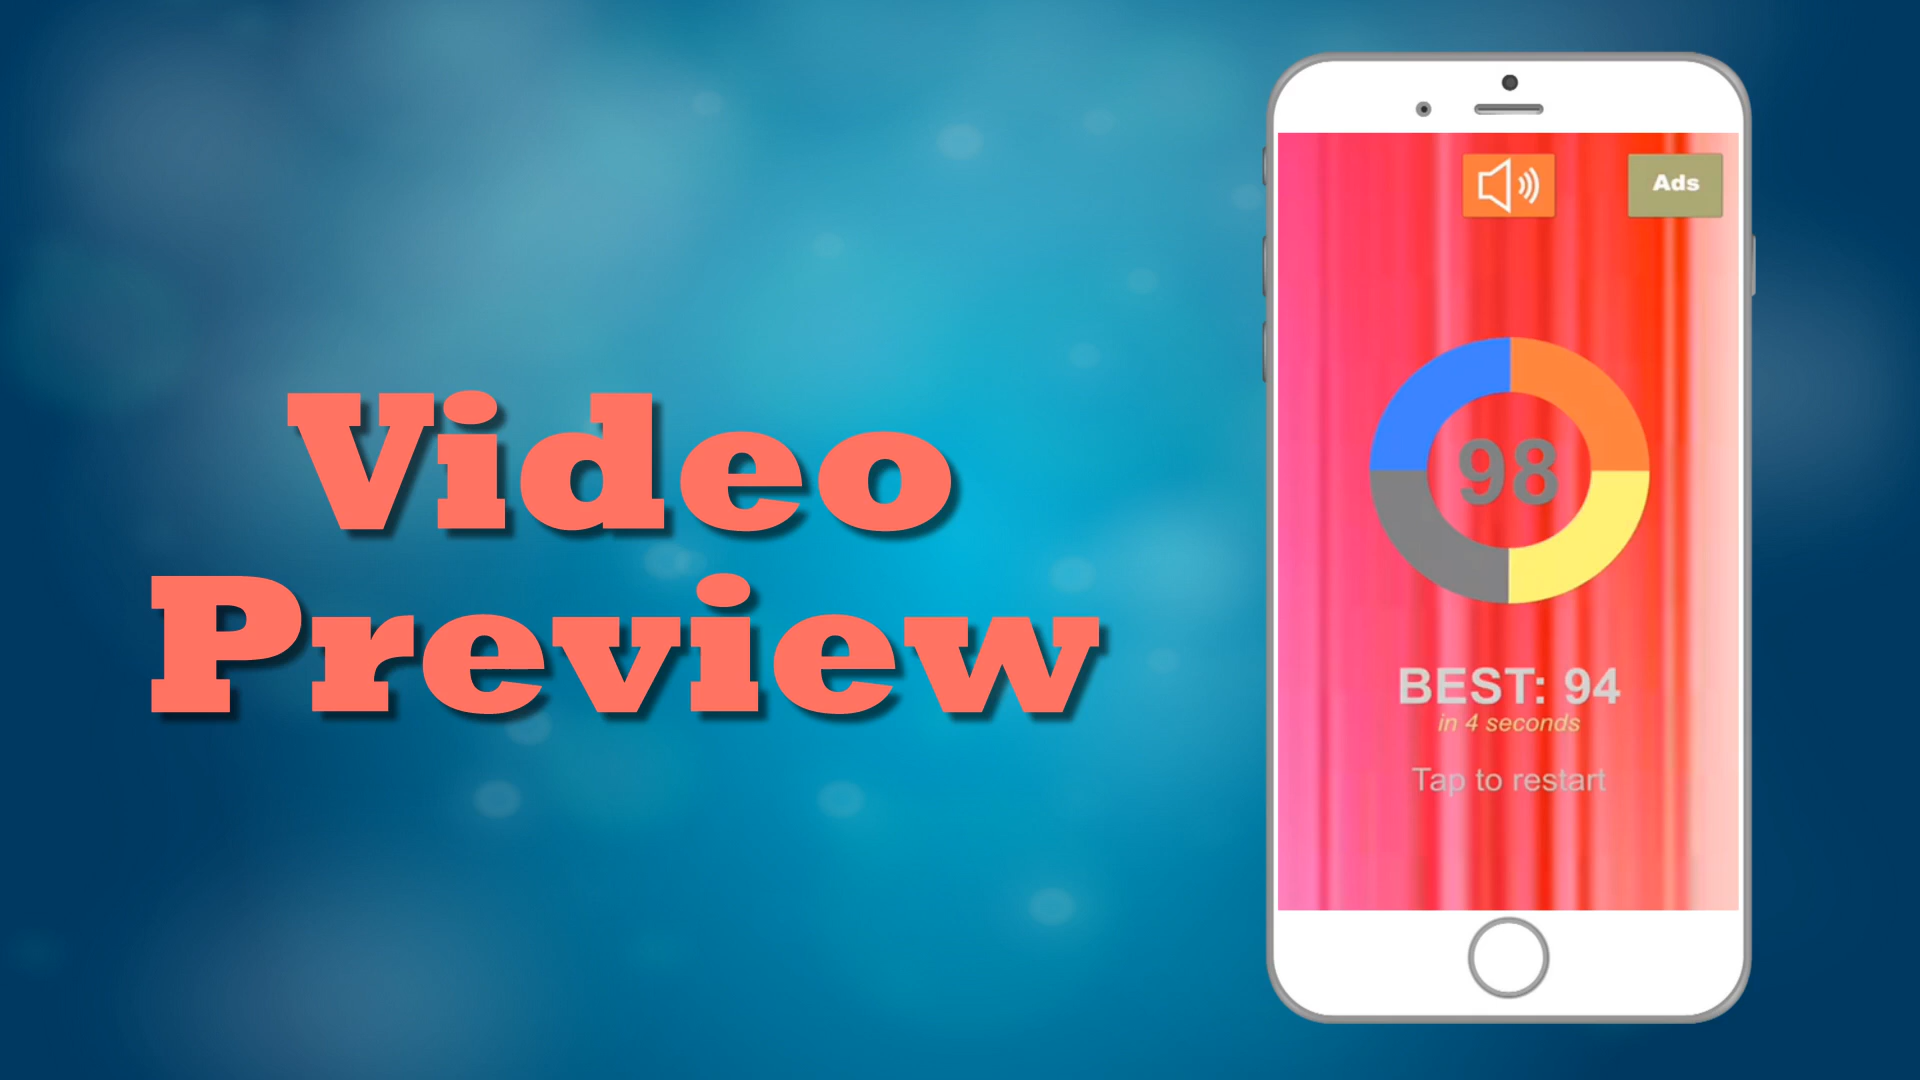 Video
Preview
Ads
98
BEST: 94
in 4 seconds
Tap to restart